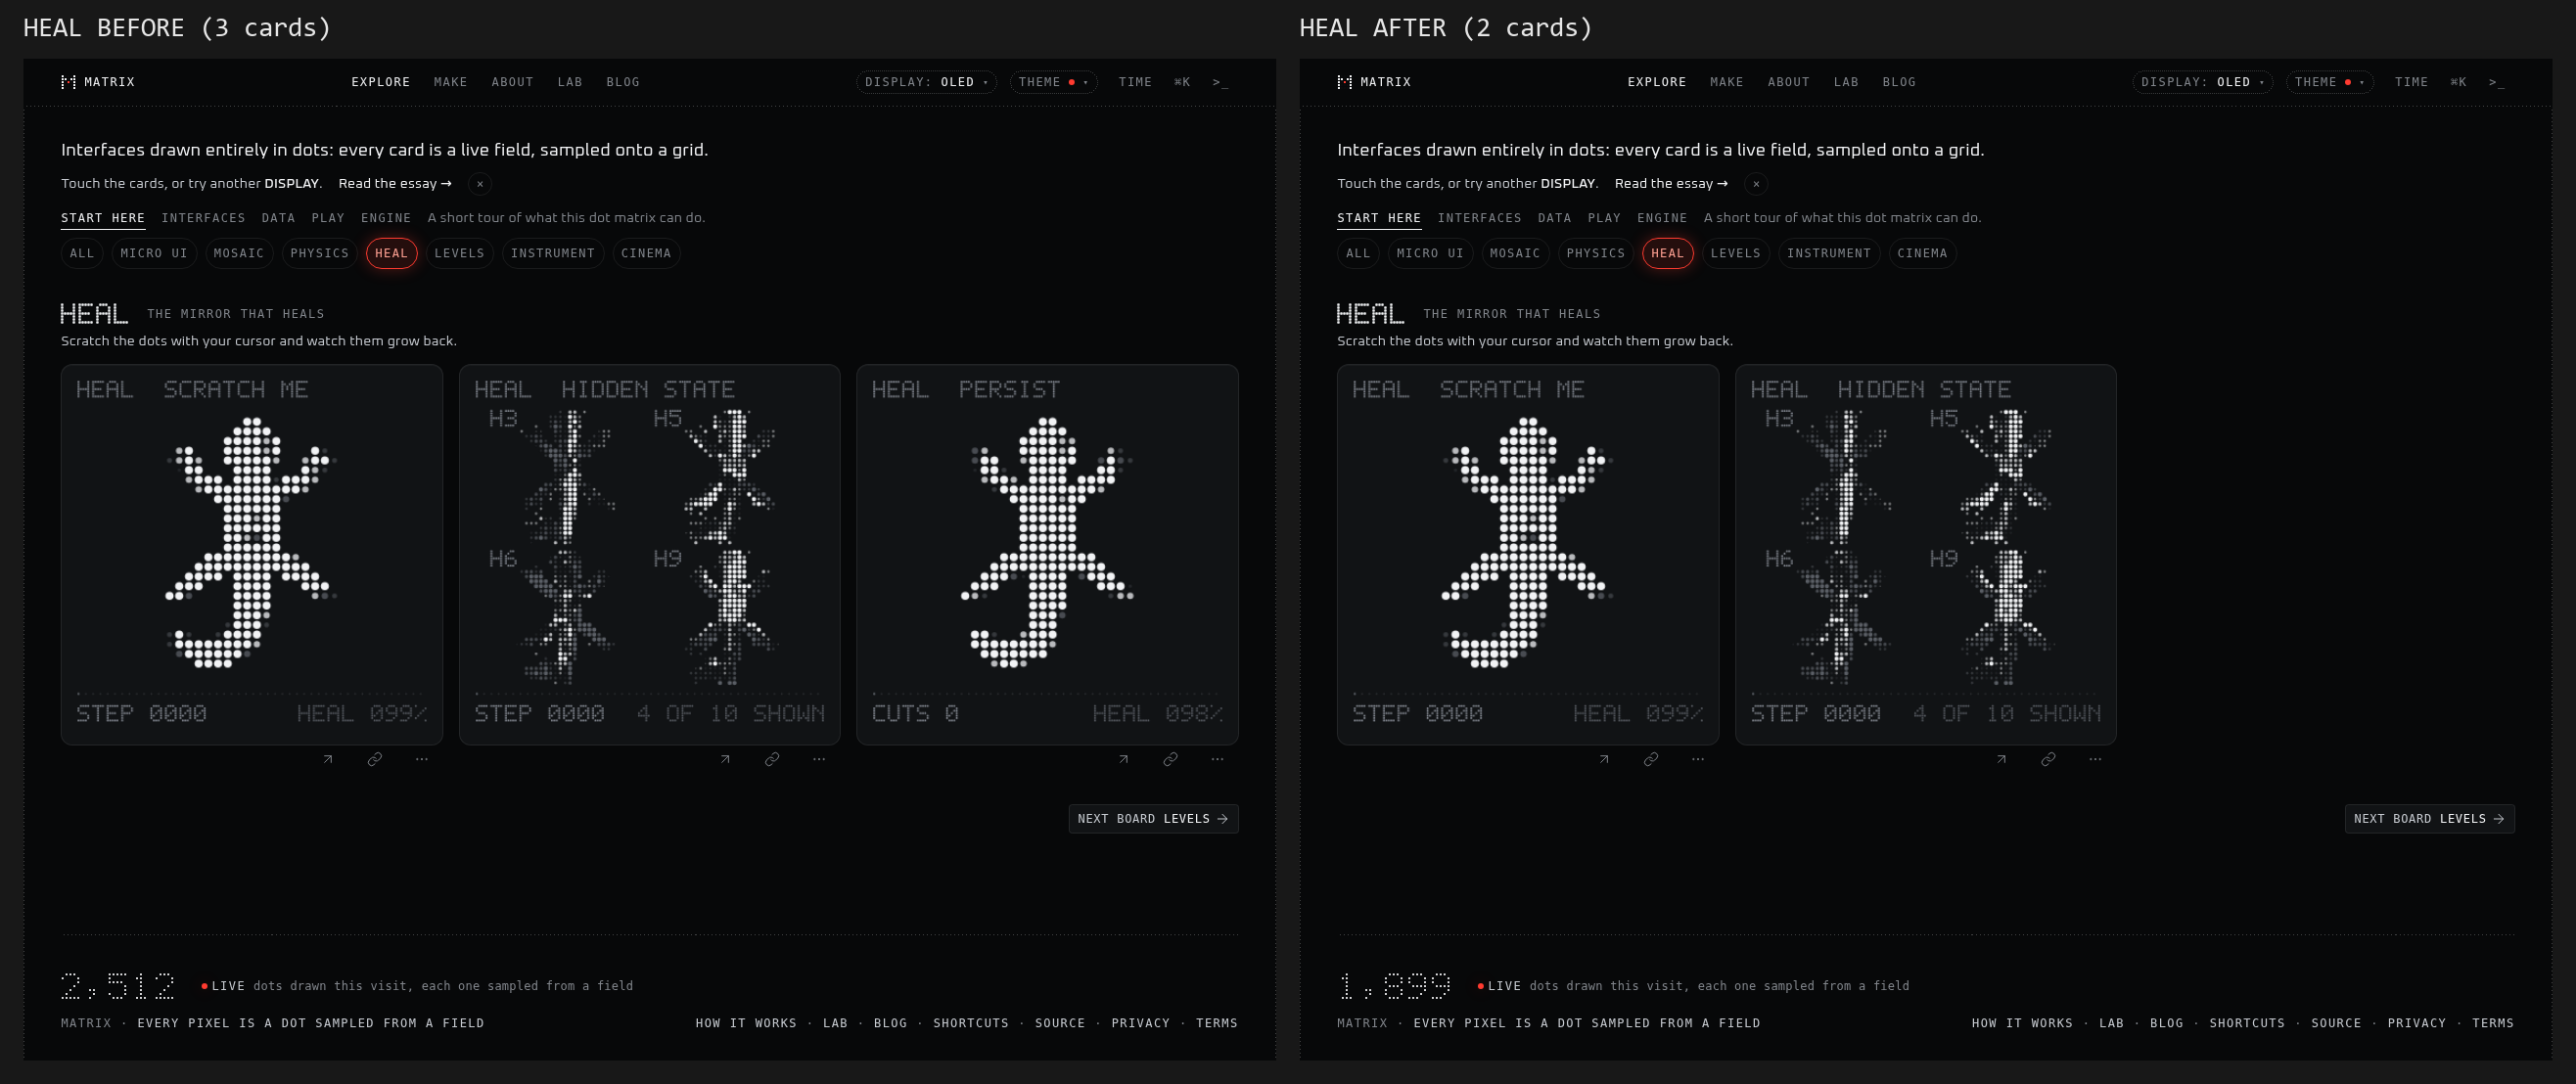 HEAL BEFORE (3 cards)
MATRIX EXPLORE MAKE ABOUT LAB BLOG DISPLAY: OLED THEME TIME ⌘K >_
Interfaces drawn entirely in dots: every card is a live field, sampled onto a grid.
Touch the cards, or try another DISPLAY. Read the essay → ×
START HERE INTERFACES DATA PLAY ENGINE A short tour of what this dot matrix can do.
ALL MICRO UI MOSAIC PHYSICS HEAL LEVELS INSTRUMENT CINEMA
HEAL THE MIRROR THAT HEALS
Scratch the dots with your cursor and watch them grow back.
HEAL SCRATCH ME
STEP 0000 HEAL 099%
HEAL HIDDEN STATE
H3 H5
H6 H9
STEP 0000 4 OF 10 SHOWN
HEAL PERSIST
CUTS 0 HEAL 098%
NEXT BOARD LEVELS →
2,512 LIVE dots drawn this visit, each one sampled from a field
MATRIX · EVERY PIXEL IS A DOT SAMPLED FROM A FIELD HOW IT WORKS · LAB · BLOG · SHORTCUTS · SOURCE · PRIVACY · TERMS
HEAL AFTER (2 cards)
MATRIX EXPLORE MAKE ABOUT LAB BLOG DISPLAY: OLED THEME TIME ⌘K >_
Interfaces drawn entirely in dots: every card is a live field, sampled onto a grid.
Touch the cards, or try another DISPLAY. Read the essay → ×
START HERE INTERFACES DATA PLAY ENGINE A short tour of what this dot matrix can do.
ALL MICRO UI MOSAIC PHYSICS HEAL LEVELS INSTRUMENT CINEMA
HEAL THE MIRROR THAT HEALS
Scratch the dots with your cursor and watch them grow back.
HEAL SCRATCH ME
STEP 0000 HEAL 099%
HEAL HIDDEN STATE
H3 H5
H6 H9
STEP 0000 4 OF 10 SHOWN
NEXT BOARD LEVELS →
1,899 LIVE dots drawn this visit, each one sampled from a field
MATRIX · EVERY PIXEL IS A DOT SAMPLED FROM A FIELD HOW IT WORKS · LAB · BLOG · SHORTCUTS · SOURCE · PRIVACY · TERMS